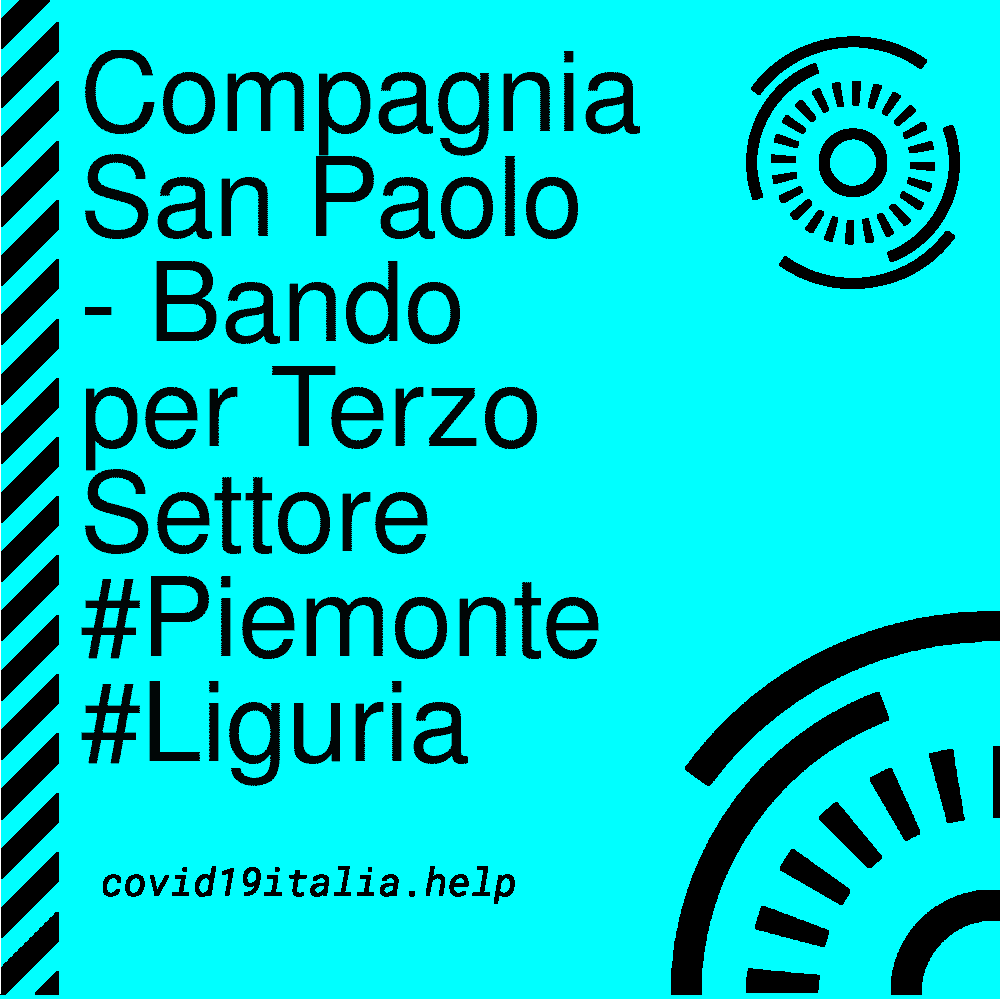 Compagnia
San Paolo
- Bando
per Terzo
Settore
#Piemonte
#Liguria
covid19italia.help